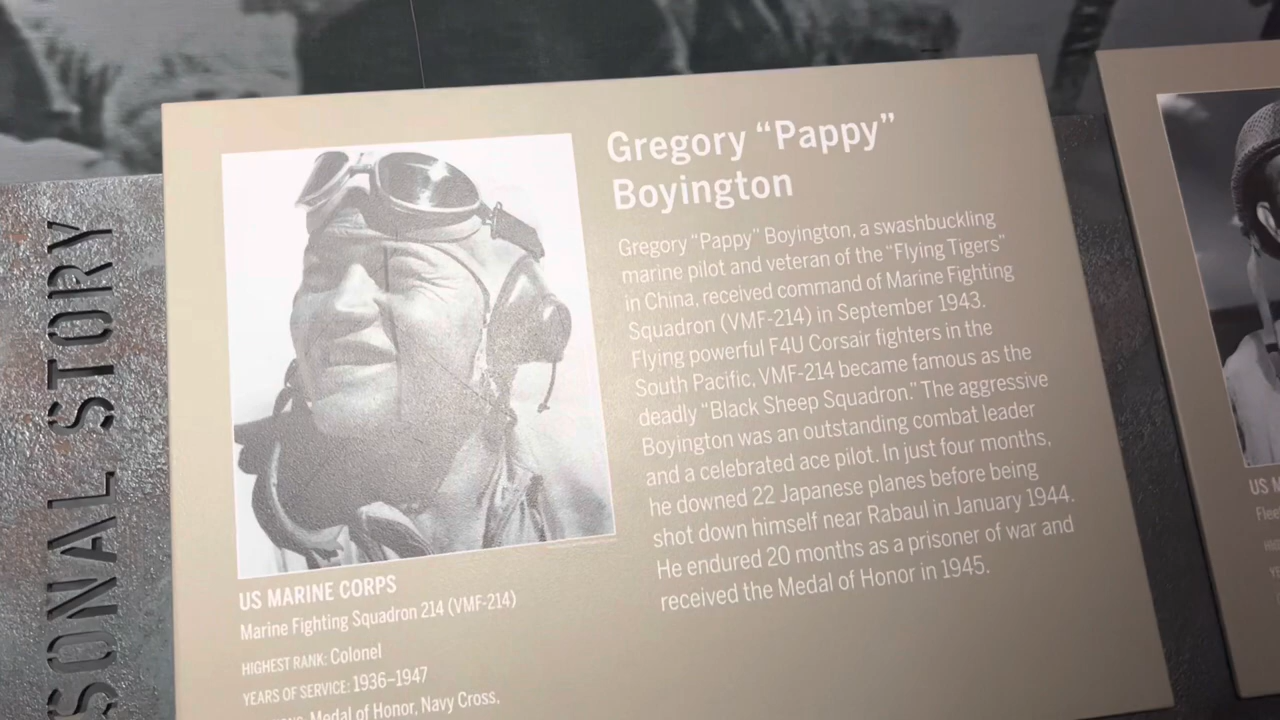 Gregory “Pappy”
Boyington
Gregory “Pappy” Boyington, a swashbuckling
marine pilot and veteran of the “Flying Tigers”
in China, received command of Marine Fighting
Squadron (VMF-214) in September 1943.
Flying powerful F4U Corsair fighters in the
South Pacific, VMF-214 became famous as the
deadly “Black Sheep Squadron.” The aggressive
Boyington was an outstanding combat leader
and a celebrated ace pilot. In just four months,
he downed 22 Japanese planes before being
shot down himself near Rabaul in January 1944.
He endured 20 months as a prisoner of war and
received the Medal of Honor in 1945.
US MARINE CORPS
Marine Fighting Squadron 214 (VMF-214)
HIGHEST RANK: Colonel
YEARS OF SERVICE: 1936–1947
Medal of Honor, Navy Cross,
SONAL STORY
US M